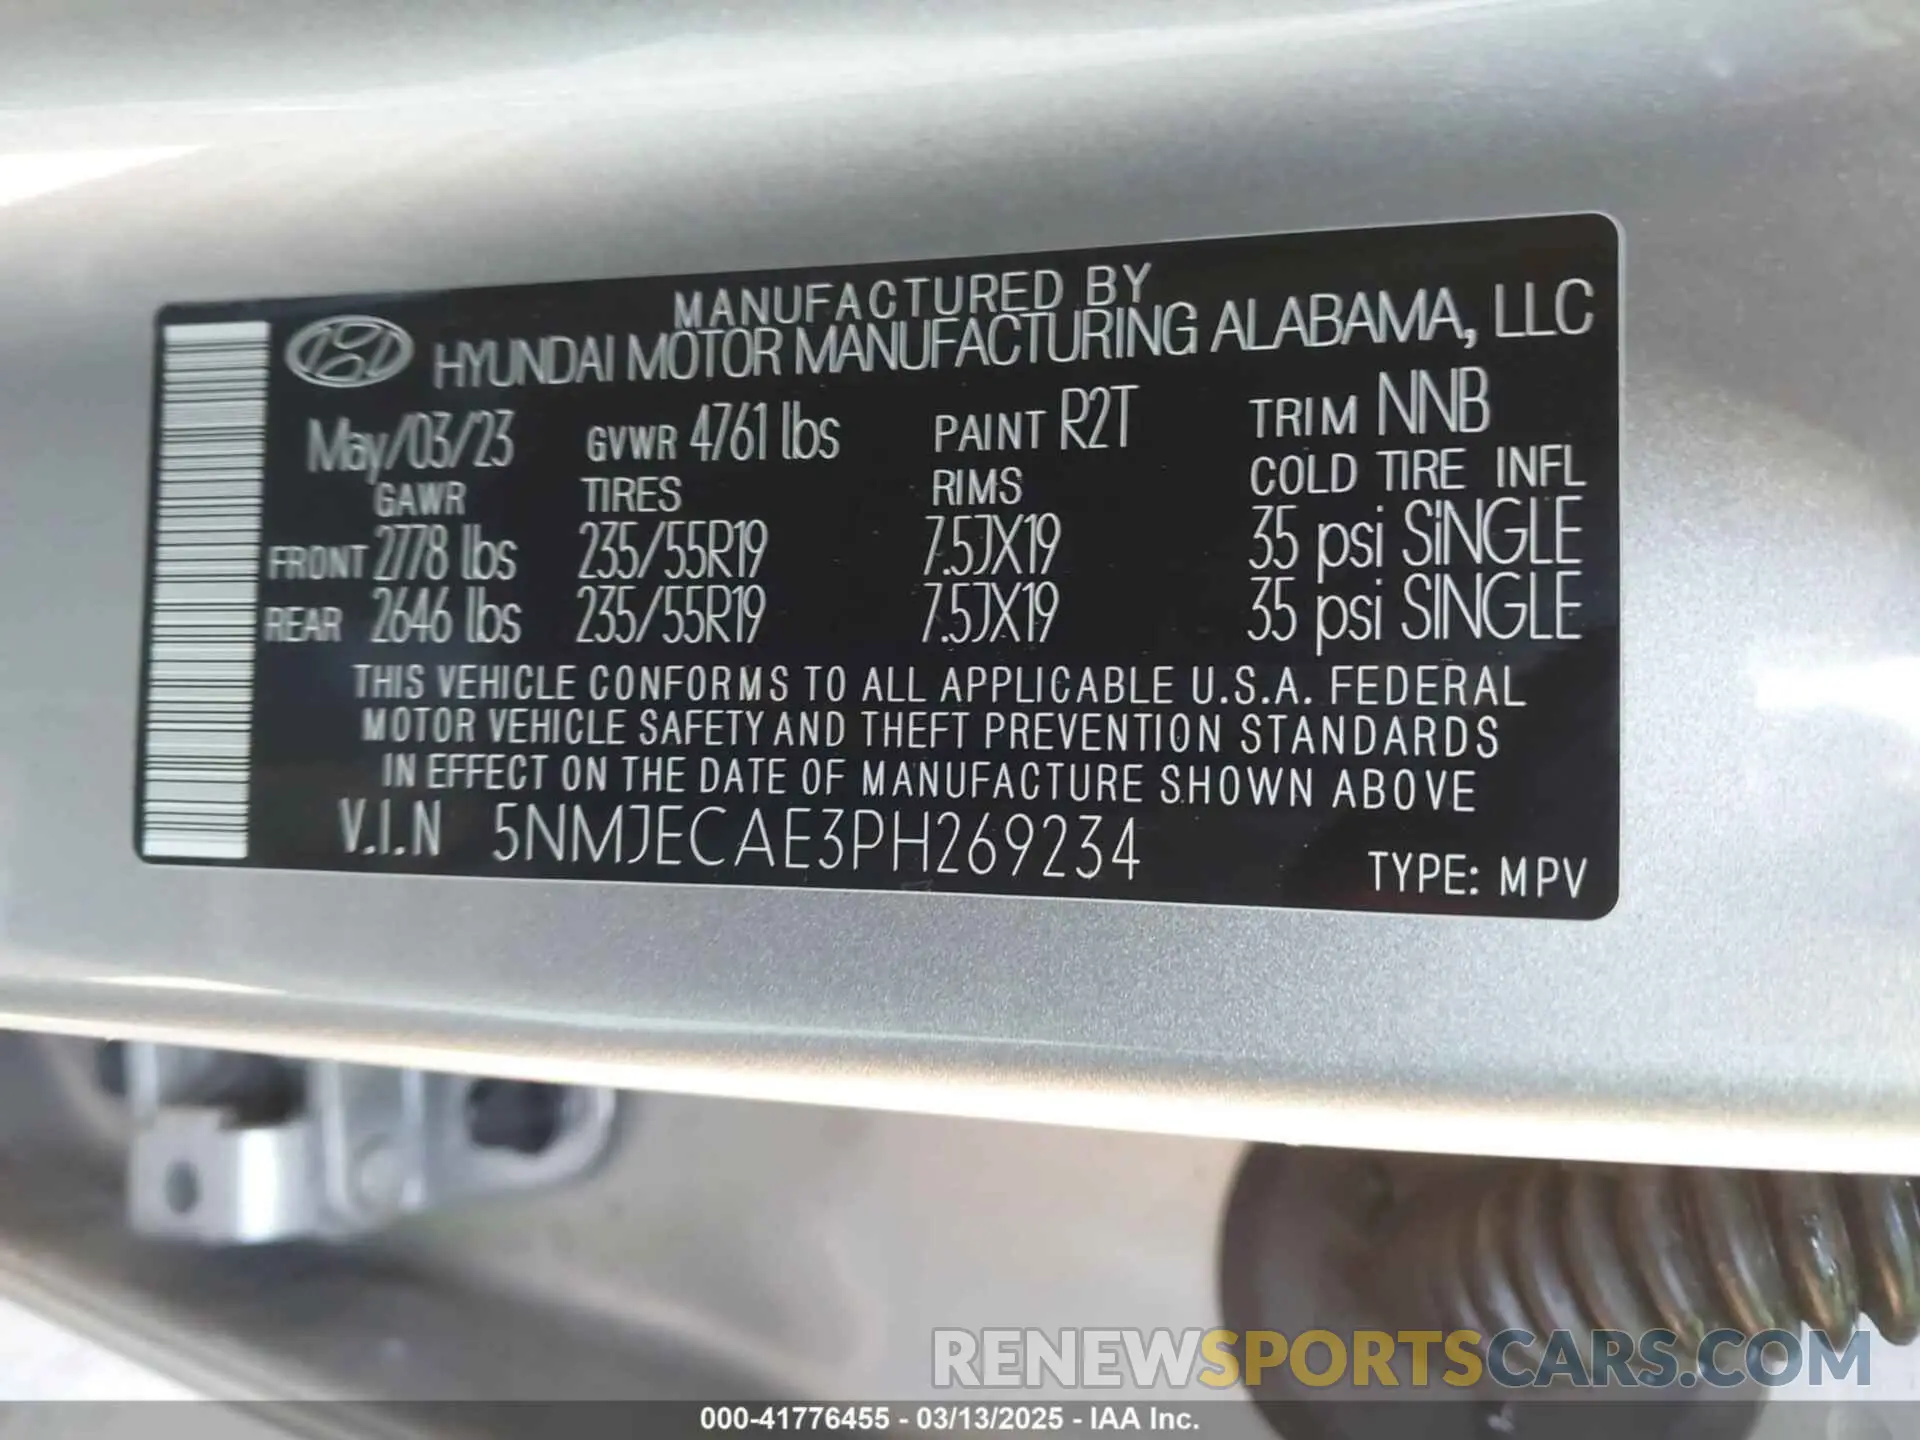 MANUFACTURED BY
HYUNDAI MOTOR MANUFACTURING ALABAMA, LLC
May/03/23 GVWR 4761 lbs PAINT R2T TRIM NNB
GAWR TIRES RIMS COLD TIRE INFL
FRONT 2778 lbs 235/55R19 7.5JX19 35 psi SINGLE
REAR 2646 lbs 235/55R19 7.5JX19 35 psi SINGLE
THIS VEHICLE CONFORMS TO ALL APPLICABLE U.S.A. FEDERAL
MOTOR VEHICLE SAFETY AND THEFT PREVENTION STANDARDS
IN EFFECT ON THE DATE OF MANUFACTURE SHOWN ABOVE
V.I.N 5NMJECAE3PH269234
TYPE: MPV
RENEWSPORTSCARS.COM
000-41776455 - 03/13/2025 - IAA Inc.